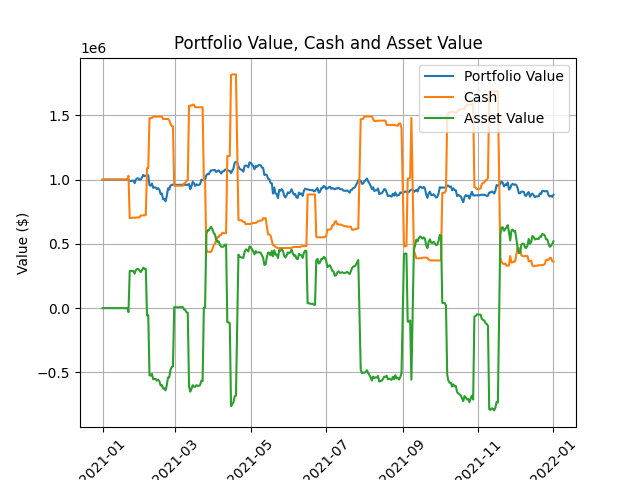 Portfolio Value, Cash and Asset Value
1e6
Portfolio Value
Cash
Asset Value
1.5
1.0
0.5
0.0
−0.5
Value ($)
2021-01
2021-03
2021-05
2021-07
2021-09
2021-11
2022-01